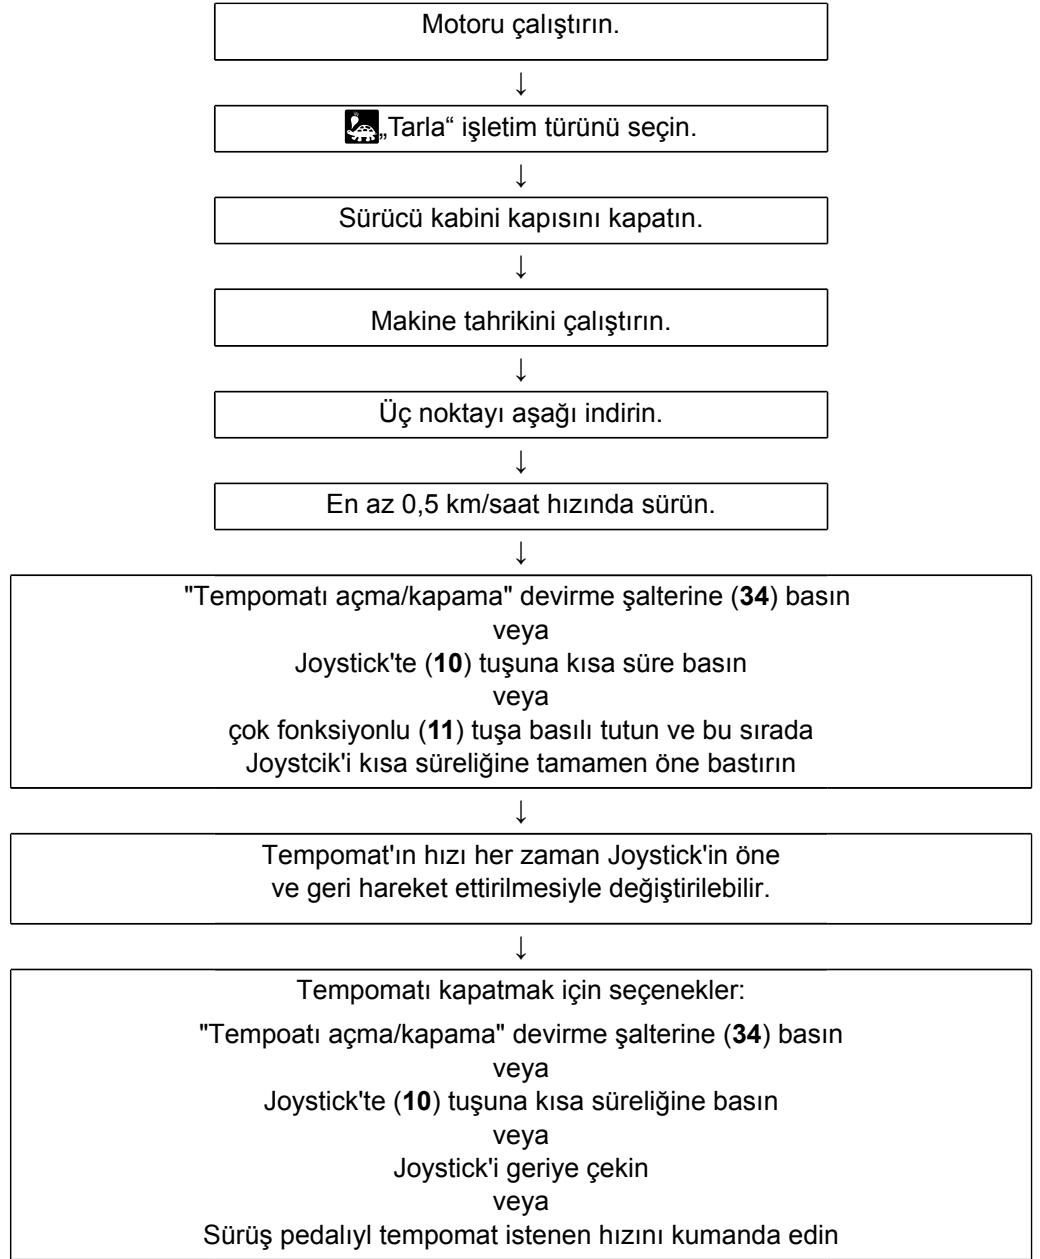 Motoru çalıştırın.
↓
„Tarla“ işletim türünü seçin.
↓
Sürücü kabini kapısını kapatın.
↓
Makine tahrikini çalıştırın.
↓
Üç noktayı aşağı indirin.
↓
En az 0,5 km/saat hızında sürün.
↓
"Tempomatı açma/kapama" devirme şalterine (34) basın
veya
Joystick'te (10) tuşuna kısa süre basın
veya
çok fonksiyonlu (11) tuşa basılı tutun ve bu sırada
Joystcik'i kısa süreliğine tamamen öne bastırın
↓
Tempomat'ın hızı her zaman Joystick'in öne
ve geri hareket ettirilmesiyle değiştirilebilir.
↓
Tempomatı kapatmak için seçenekler:
"Tempoatı açma/kapama" devirme şalterine (34) basın
veya
Joystick'te (10) tuşuna kısa süreliğine basın
veya
Joystick'i geriye çekin
veya
Sürüş pedalıyl tempomat istenen hızını kumanda edin